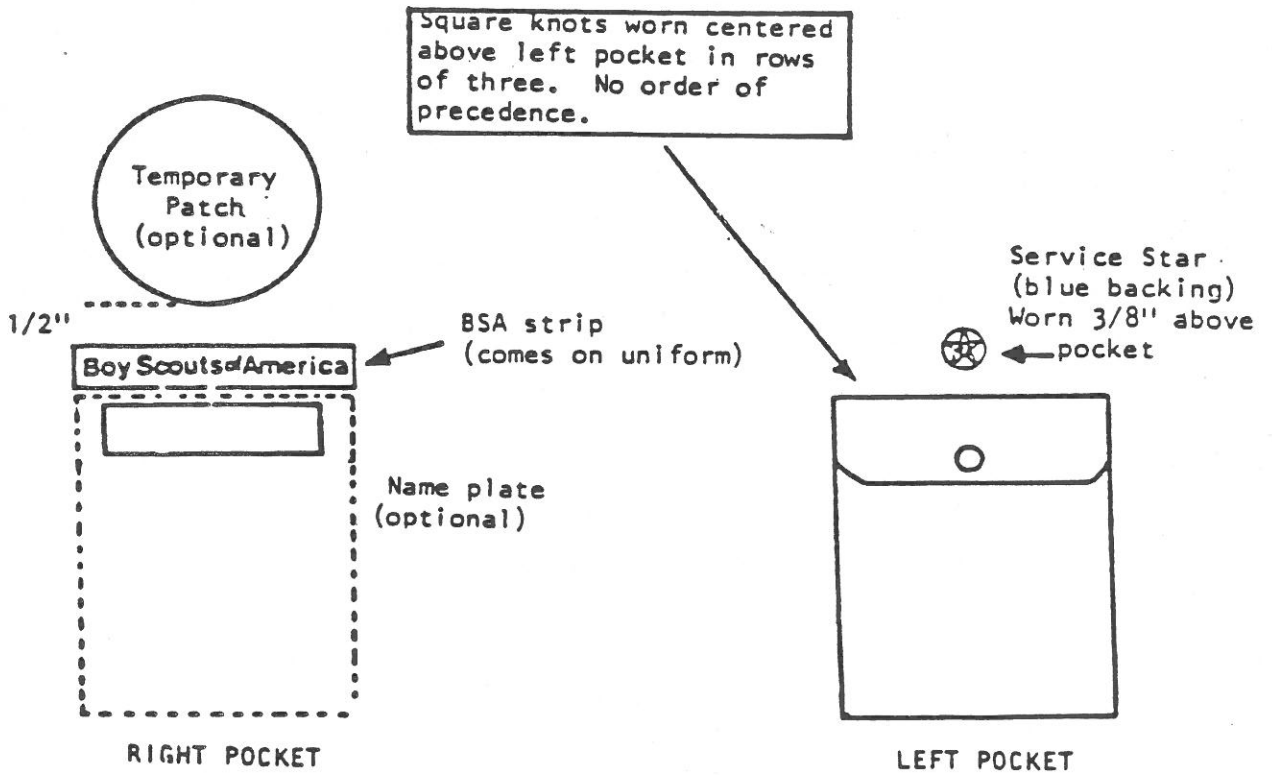 Square knots worn centered
above left pocket in rows
of three. No order of
precedence.
Temporary
Patch
(optional)
1/2"
BSA strip
(comes on uniform)
Boy Scouts of America
Name plate
(optional)
RIGHT POCKET
Service Star
(blue backing)
Worn 3/8" above
pocket
3
LEFT POCKET